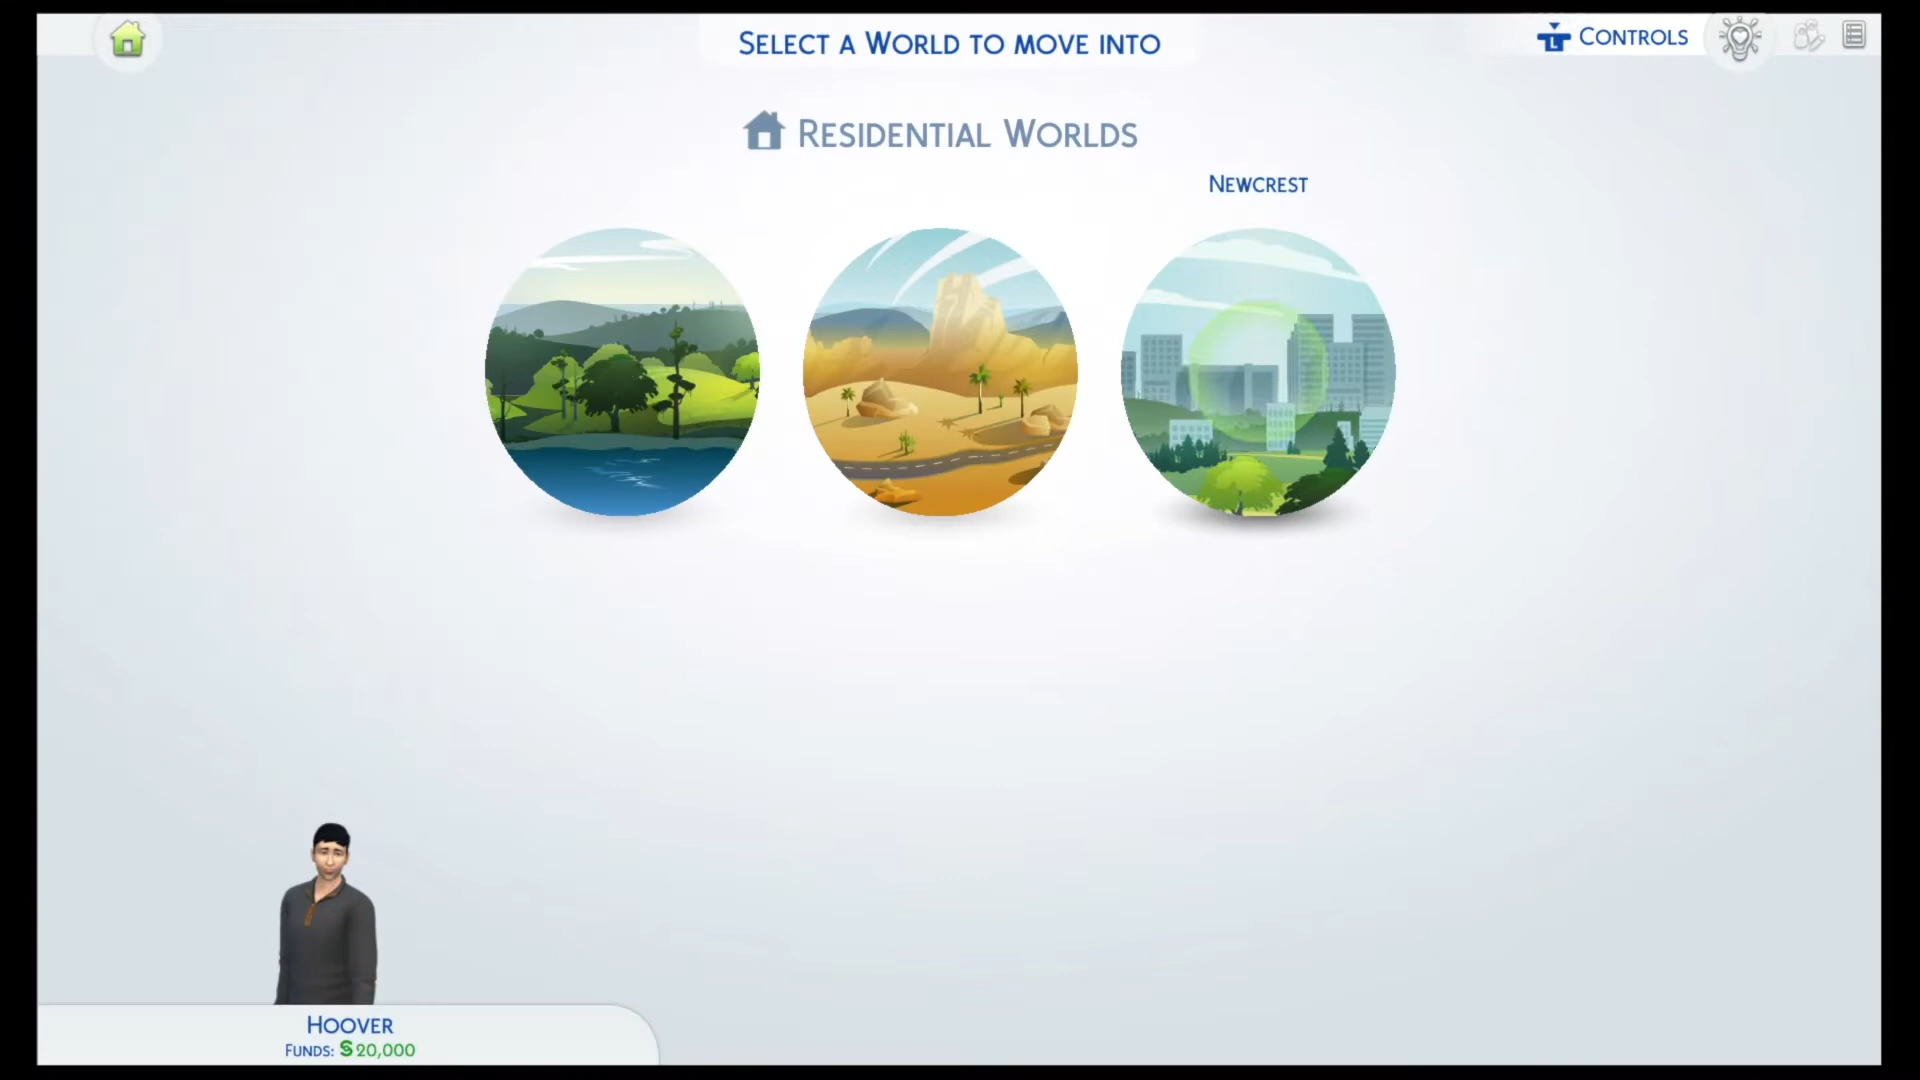 SELECT A WORLD TO MOVE INTO
L CONTROLS
RESIDENTIAL WORLDS
NEWCREST
HOOVER
FUNDS: §20,000